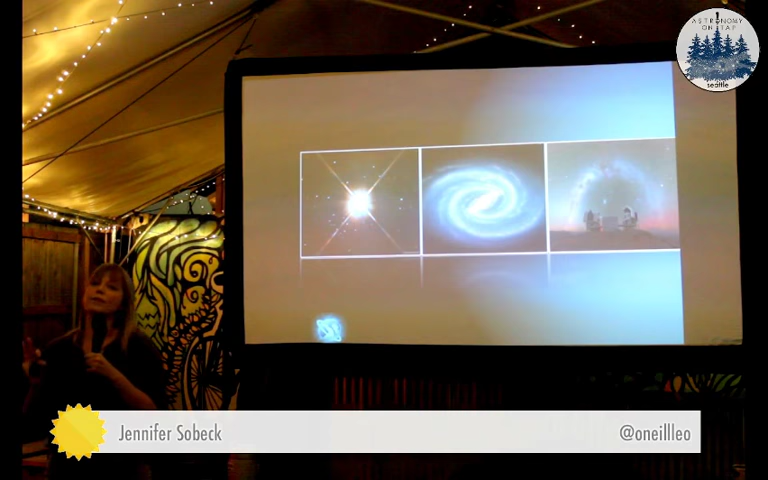 ASTRONOMY
ON TAP
seattle
Jennifer Sobeck
@oneillleo